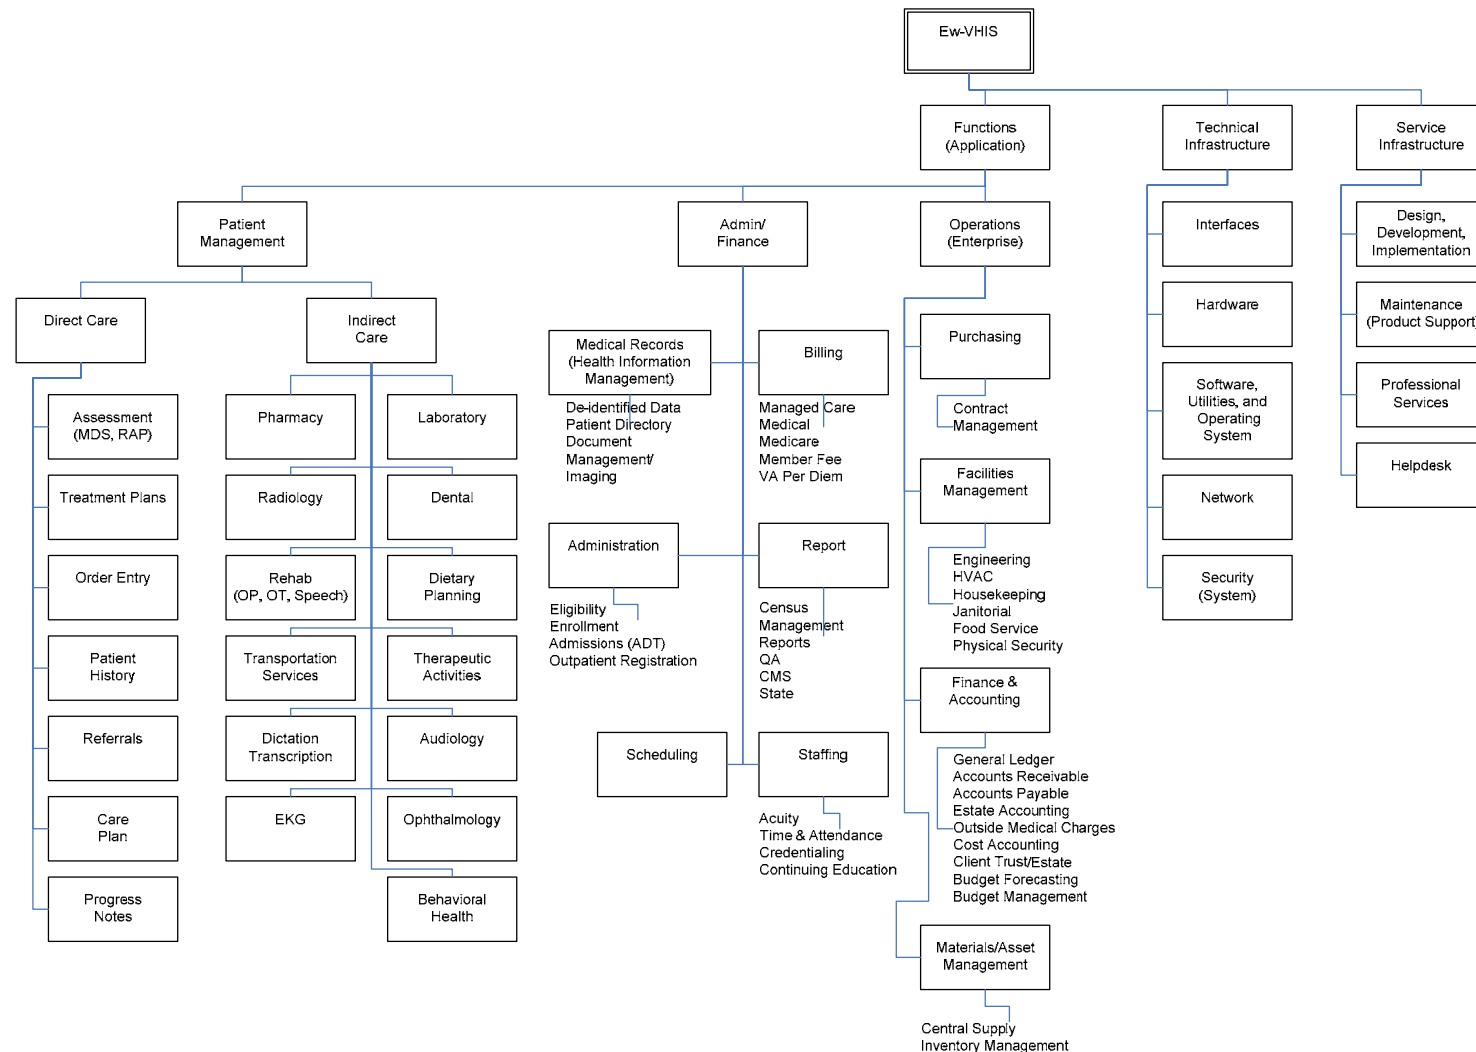 Ew-VHIS
Functions
(Application)
Technical
Infrastructure
Service
Infrastructure
Patient
Management
Admin/
Finance
Operations
(Enterprise)
Interfaces
Design,
Development,
Implementation
Direct Care
Indirect
Care
Hardware
Maintenance
(Product Support)
Medical Records
(Health Information
Management)
Billing
Purchasing
De-identified Data
Patient Directory
Document
Management/
Imaging
Managed Care
Medical
Medicare
Member Fee
VA Per Diem
Contract
Management
Software,
Utilities, and
Operating
System
Professional
Services
Assessment
(MDS, RAP)
Pharmacy
Laboratory
Treatment Plans
Radiology
Dental
Facilities
Management
Network
Helpdesk
Administration
Report
Engineering
HVAC
Housekeeping
Janitorial
Food Service
Physical Security
Order Entry
Rehab
(OP, OT, Speech)
Dietary
Planning
Security
(System)
Eligibility
Enrollment
Admissions (ADT)
Outpatient Registration
Census
Management
Reports
QA
CMS
State
Patient
History
Transportation
Services
Therapeutic
Activities
Finance &
Accounting
Referrals
Dictation
Transcription
Audiology
Scheduling
Staffing
General Ledger
Accounts Receivable
Accounts Payable
Estate Accounting
Outside Medical Charges
Cost Accounting
Client Trust/Estate
Budget Forecasting
Budget Management
Care
Plan
EKG
Ophthalmology
Acuity
Time & Attendance
Credentialing
Continuing Education
Progress
Notes
Behavioral
Health
Materials/Asset
Management
Central Supply
Inventory Management